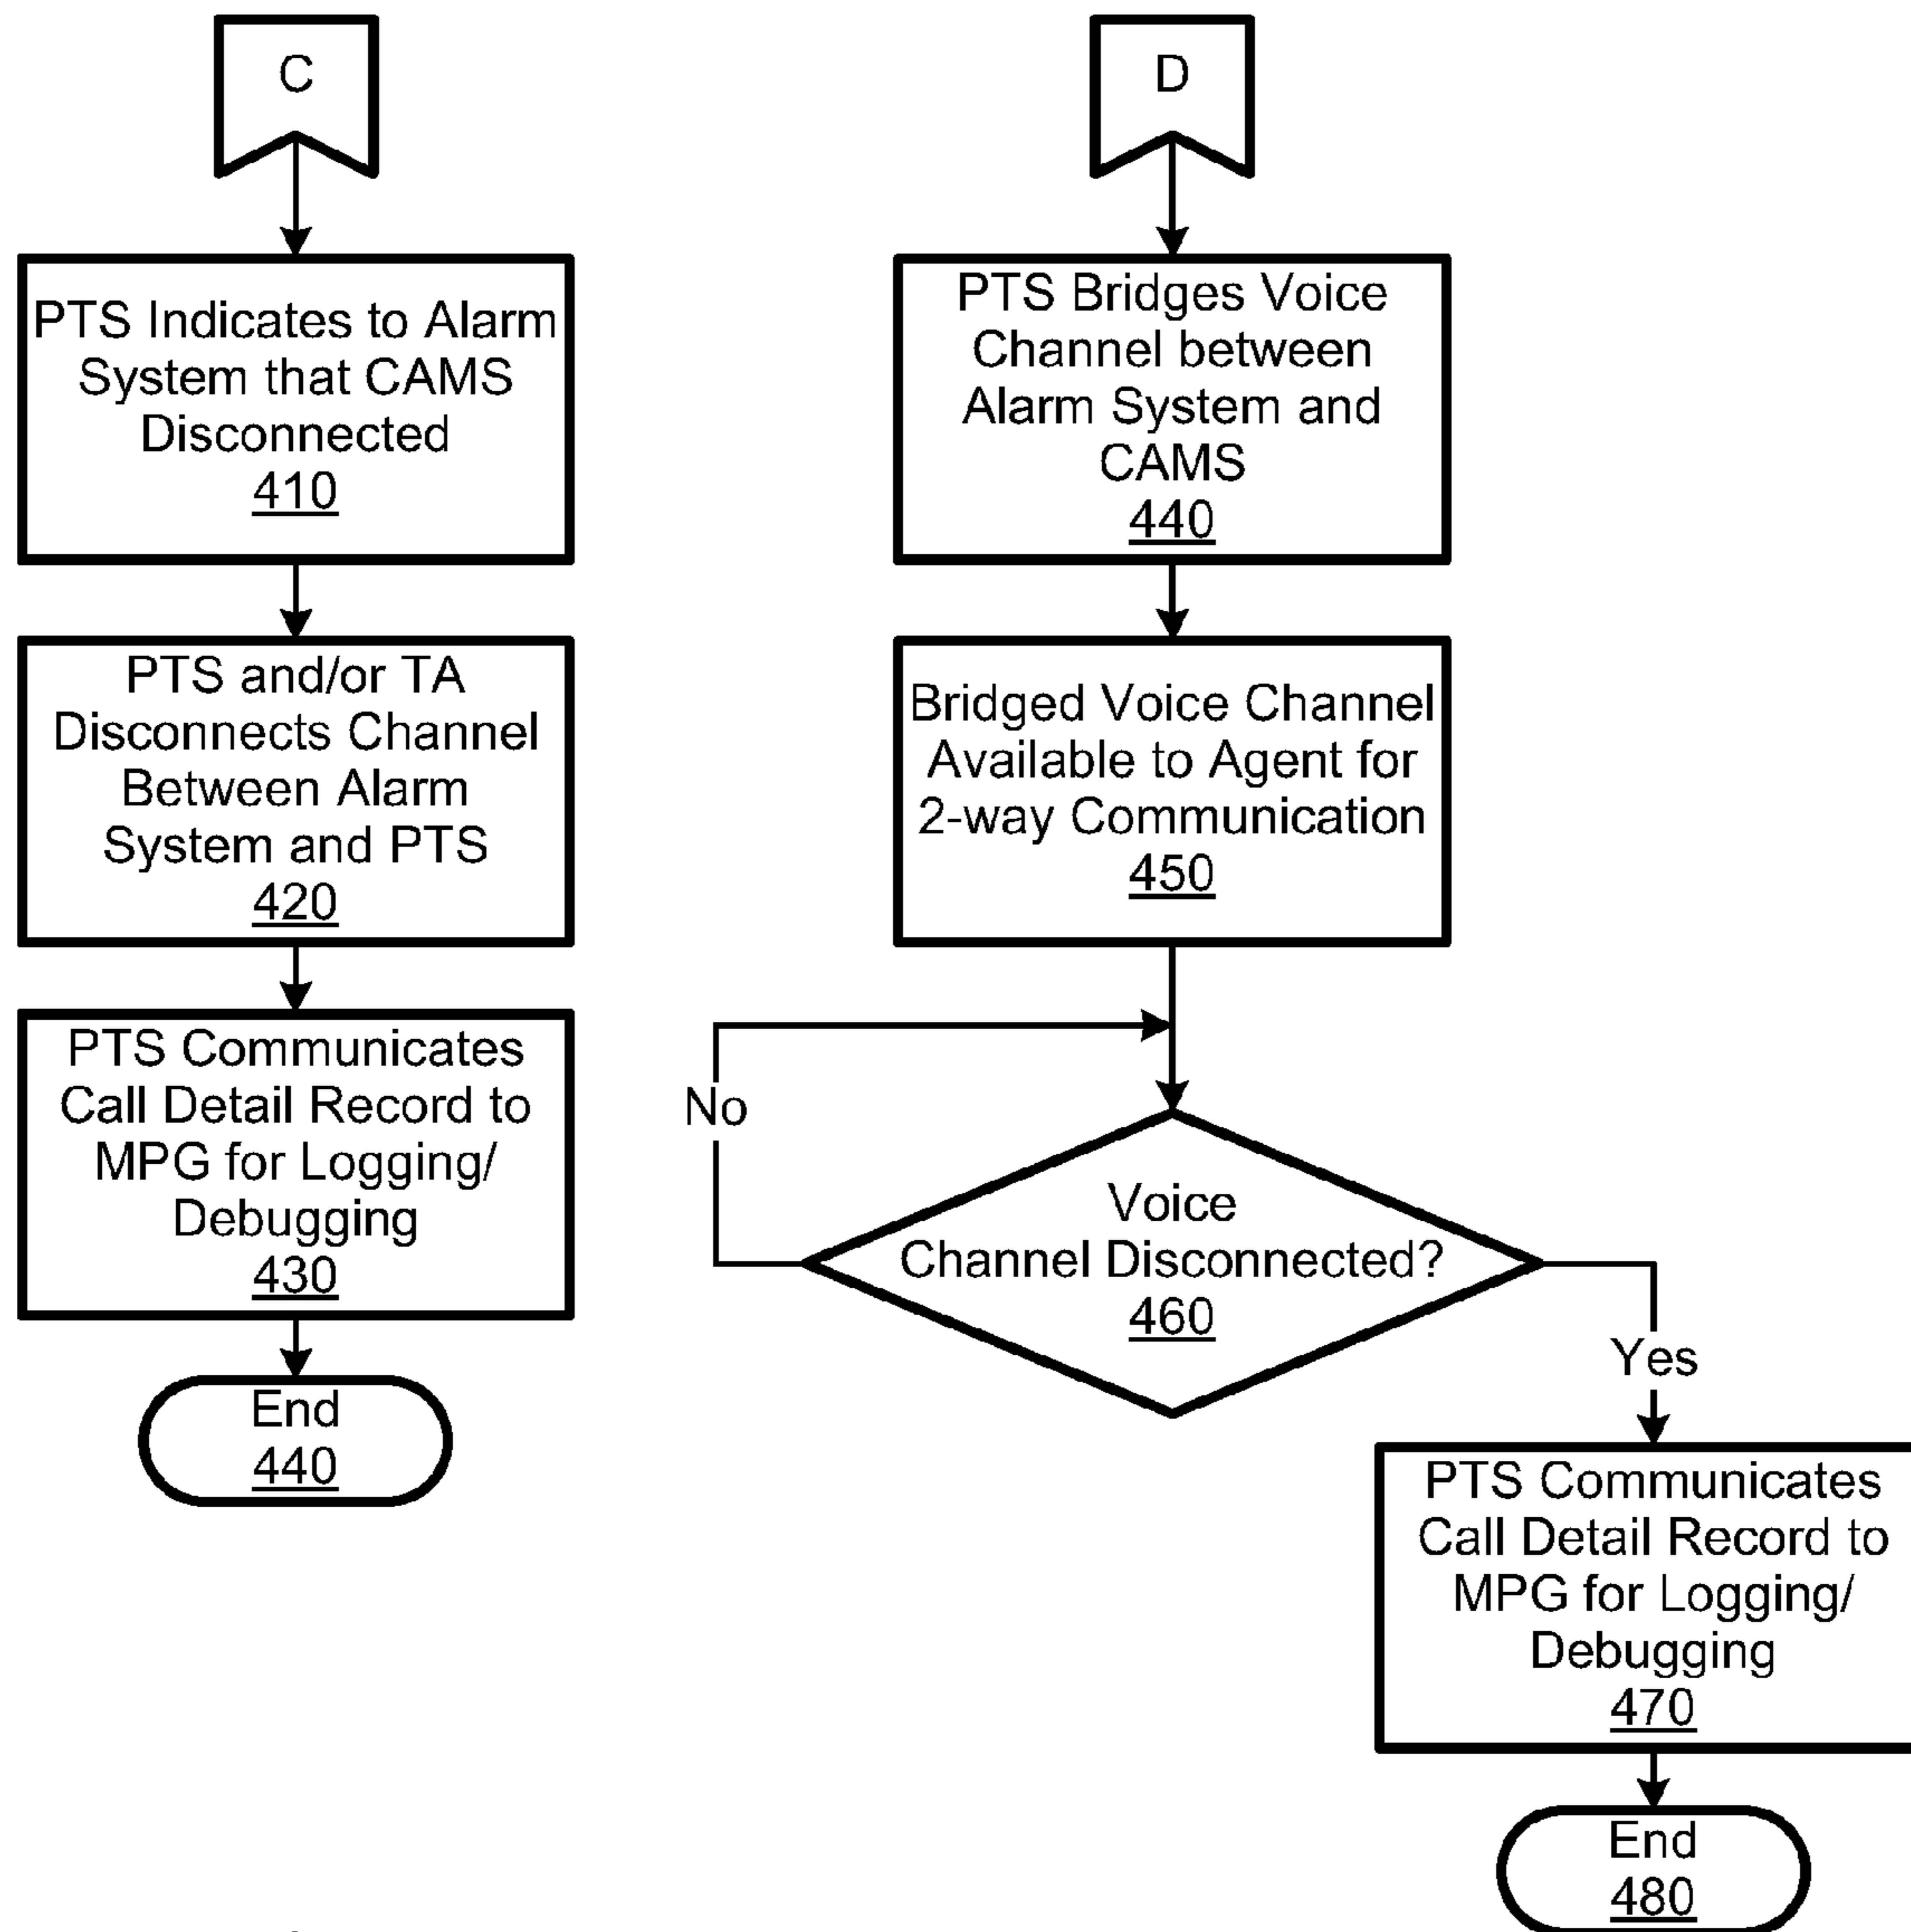 C
PTS Indicates to Alarm
System that CAMS
Disconnected
410
PTS and/or TA
Disconnects Channel
Between Alarm
System and PTS
420
PTS Communicates
Call Detail Record to
MPG for Logging/
Debugging
430
End
440
D
PTS Bridges Voice
Channel between
Alarm System and
CAMS
440
Bridged Voice Channel
Available to Agent for
2-way Communication
450
No
Voice
Channel Disconnected?
460
Yes
PTS Communicates
Call Detail Record to
MPG for Logging/
Debugging
470
End
480